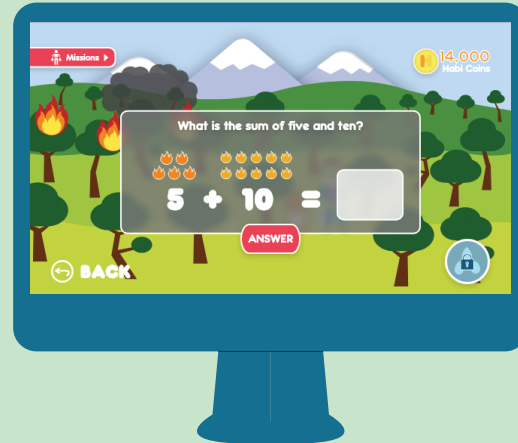 Missions
14,000
Habi Coins
What is the sum of five and ten?
5 + 10 =
ANSWER
BACK